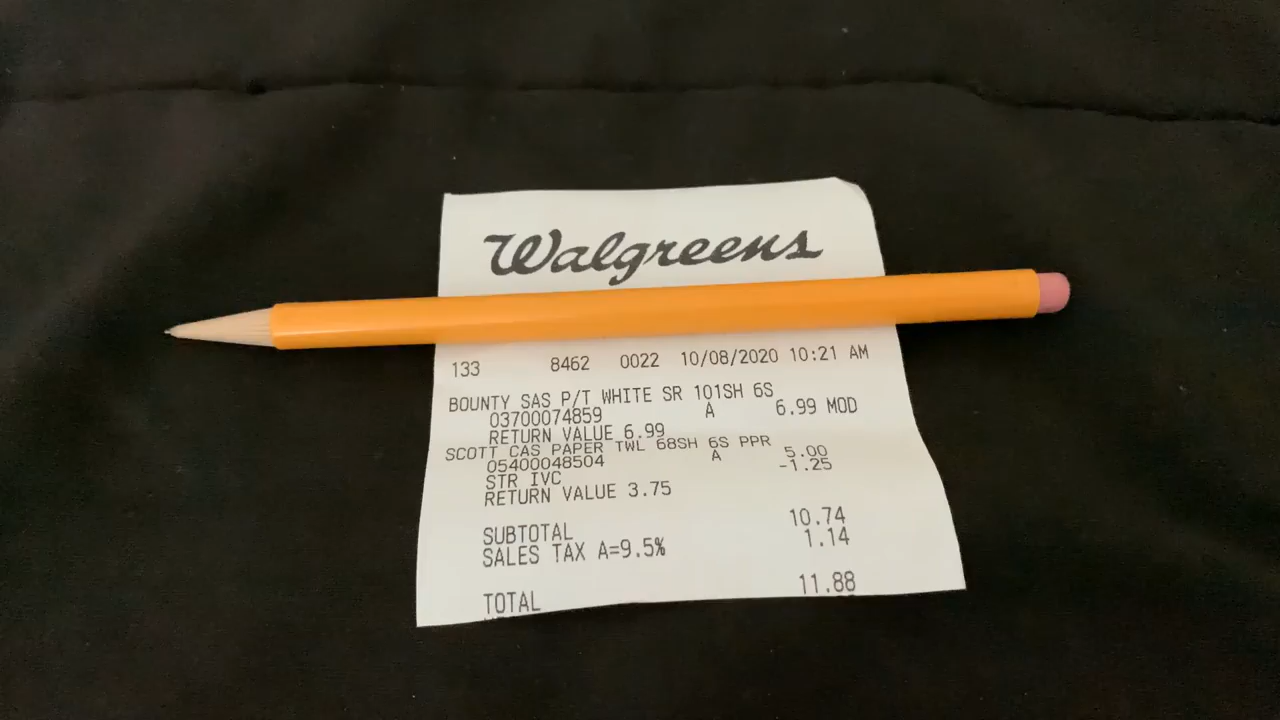 Walgreens
133 8462 0022 10/08/2020 10:21 AM
BOUNTY SAS P/T WHITE SR 101SH 6S
03700074859 A 6.99 MOD
RETURN VALUE 6.99
SCOTT CAS PAPER TWL 68SH 6S PPR
05400048504 A 5.00
STR IVC -1.25
RETURN VALUE 3.75
SUBTOTAL 10.74
SALES TAX A=9.5% 1.14
TOTAL 11.88